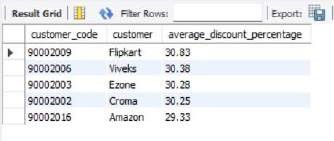 Result Grid Filter Rows: Export:
customer_code customer average_discount_percentage
90002009 Flipkart 30.83
90002006 Viveks 30.38
90002003 Ezone 30.28
90002002 Croma 30.25
90002016 Amazon 29.33